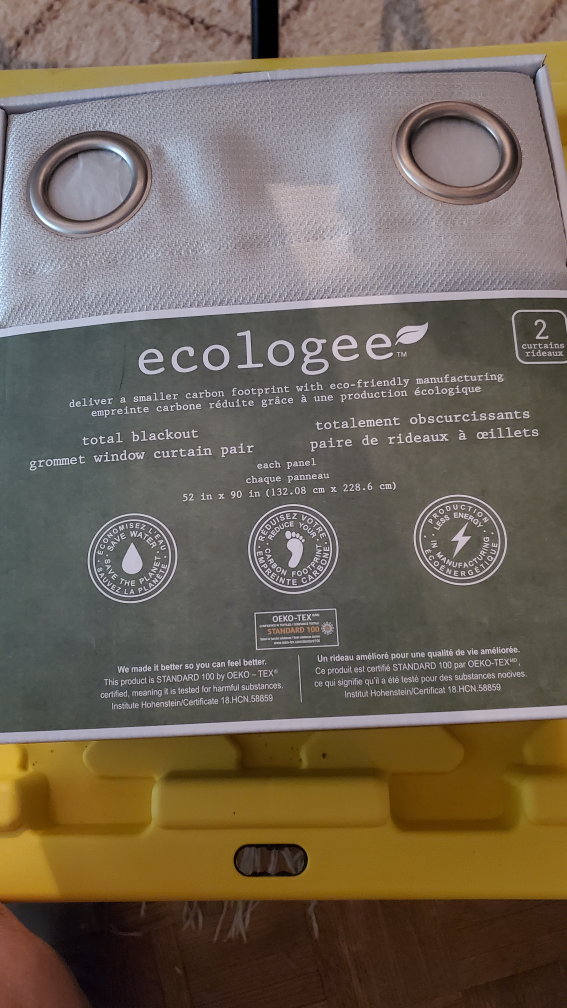 ecologee™
2
curtains
rideaux
deliver a smaller carbon footprint with eco-friendly manufacturing
empreinte carbone réduite grâce à une production écologique
total blackout
grommet window curtain pair
totalement obscurcissants
paire de rideaux à œillets
each panel
chaque panneau
52 in x 90 in (132.08 cm x 228.6 cm)
ÉCONOMISEZ L'EAU
SAVE WATER
SAVE THE PLANET
SAUVEZ LA PLANÈTE
RÉDUISEZ VOTRE
REDUCE YOUR
CARBON FOOTPRINT
EMPREINTE CARBONE
PRODUCTION
LESS ENERGY
IN MANUFACTURING
ÉCOÉNERGÉTIQUE
OEKO-TEX
STANDARD 100
We made it better so you can feel better.
This product is STANDARD 100 by OEKO – TEX®
certified, meaning it is tested for harmful substances.
Institute Hohenstein/Certificate 18.HCN.58859
Un rideau amélioré pour une qualité de vie améliorée.
Ce produit est certifié STANDARD 100 par OEKO-TEX MD,
ce qui signifie qu'il a été testé pour des substances nocives.
Institut Hohenstein/Certificat 18.HCN.58859